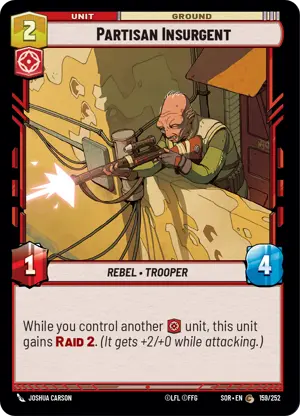 UNIT
GROUND
2
PARTISAN INSURGENT
1
4
REBEL • TROOPER
While you control another unit, this unit
gains RAID 2. (It gets +2/+0 while attacking.)
JOSHUA CARSON
©LFL ©FFG
SOR • EN C 159/252